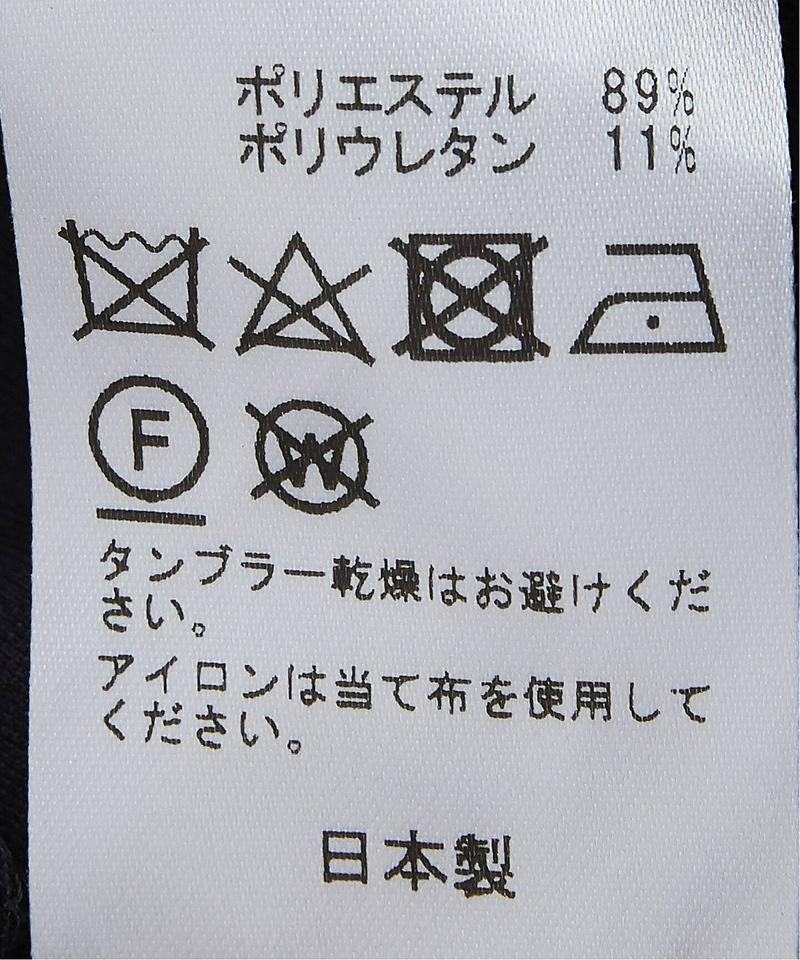 ポリエステル 89%
ポリウレタン 11%
F
W
タンブラー乾燥はお避けくだ
さい。
アイロンは当て布を使用して
ください。
日本製